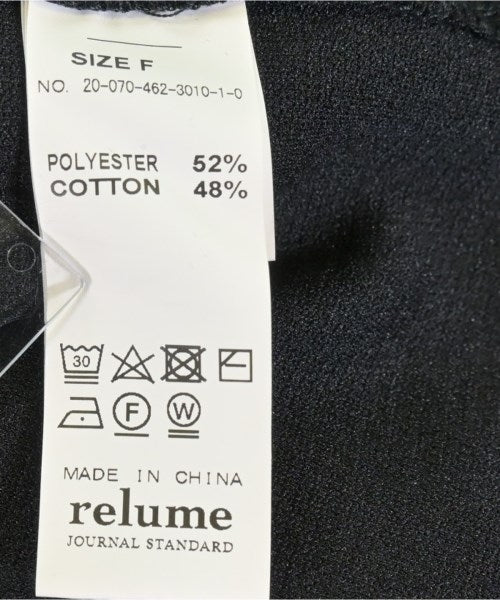 SIZE F
NO. 20-070-462-3010-1-0
POLYESTER 52%
COTTON 48%
30
F W
MADE IN CHINA
relume
JOURNAL STANDARD